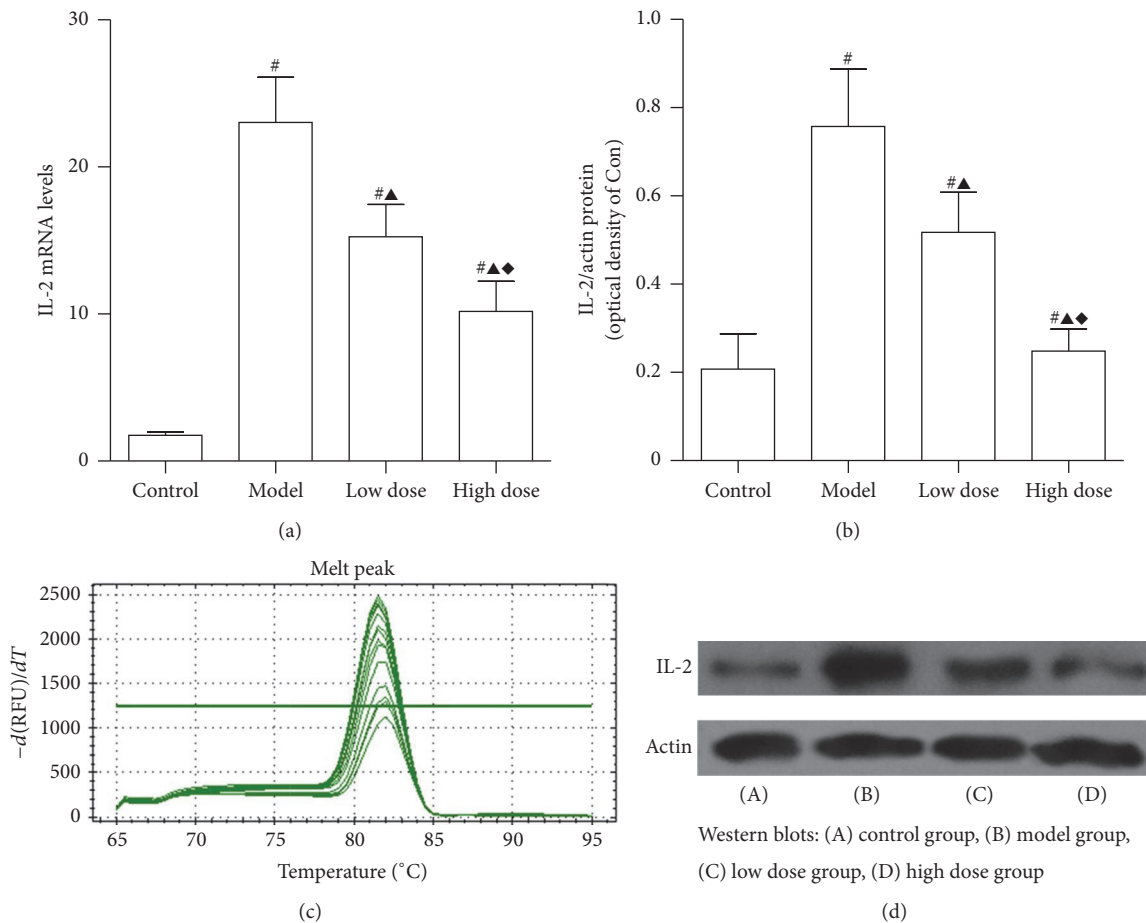 30
20
10
0
IL-2 mRNA levels
#
#▲
#▲◆
Control
Model
Low dose
High dose
(a)
1.0
0.8
0.6
0.4
0.2
0
IL-2/actin protein
(optical density of Con)
#
#▲
#▲◆
Control
Model
Low dose
High dose
(b)
Melt peak
2500
2000
1500
1000
500
0
−d(RFU)/dT
65
70
75
80
85
90
95
Temperature (°C)
(c)
IL-2
Actin
(A)
(B)
(C)
(D)
Western blots: (A) control group, (B) model group,
(C) low dose group, (D) high dose group
(d)